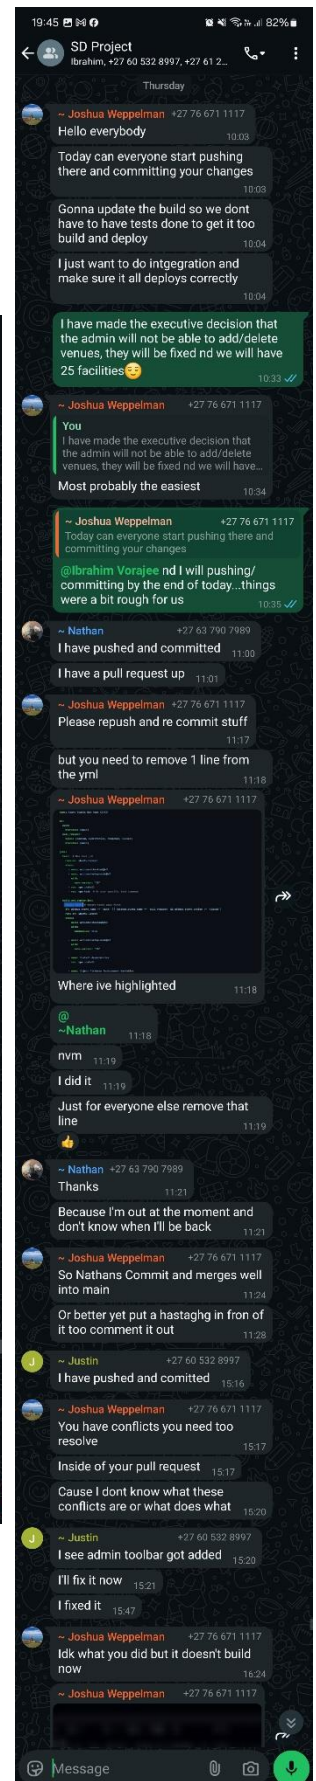 19:45
82%
SD Project
Ibrahim, +27 60 532 8997, +27 61 2...
Thursday
~ Joshua Weppelman +27 76 671 1117
Hello everybody
10:03
Today can everyone start pushing
there and committing your changes
10:03
Gonna update the build so we dont
have to have tests done to get it too
build and deploy
10:04
I just want to do intgegration and
make sure it all deploys correctly
10:04
I have made the executive decision that
the admin will not be able to add/delete
venues, they will be fixed nd we will have
25 facilities😌
10:33
~ Joshua Weppelman +27 76 671 1117
You
I have made the executive decision that
the admin will not be able to add/delete
venues, they will be fixed nd we will have...
Most probably the easiest
10:34
~ Joshua Weppelman +27 76 671 1117
Today can everyone start pushing there and
committing your changes
@Ibrahim Vorajee nd I will pushing/
committing by the end of today...things
were a bit rough for us
10:35
~ Nathan +27 63 790 7989
I have pushed and committed 11:00
I have a pull request up 11:01
~ Joshua Weppelman +27 76 671 1117
Please repush and re commit stuff
11:17
but you need to remove 1 line from
the yml
11:18
~ Joshua Weppelman +27 76 671 1117
Where ive highlighted 11:18
@
~Nathan 11:18
nvm 11:19
I did it 11:19
Just for everyone else remove that
line
11:19
👍
~ Nathan +27 63 790 7989
Thanks
11:21
Because I'm out at the moment and
don't know when I'll be back
11:21
~ Joshua Weppelman +27 76 671 1117
So Nathans Commit and merges well
into main
11:24
Or better yet put a hastaghg in fron of
it too comment it out
11:28
J
~ Justin +27 60 532 8997
I have pushed and comitted 15:16
~ Joshua Weppelman +27 76 671 1117
You have conflicts you need too
resolve
15:17
Inside of your pull request 15:17
Cause I dont know what these
conflicts are or what does what
15:20
J
~ Justin +27 60 532 8997
I see admin toolbar got added 15:20
I'll fix it now 15:21
I fixed it 15:47
~ Joshua Weppelman +27 76 671 1117
Idk what you did but it doesn't build
now
16:24
~ Joshua Weppelman +27 76 671 1117
Message